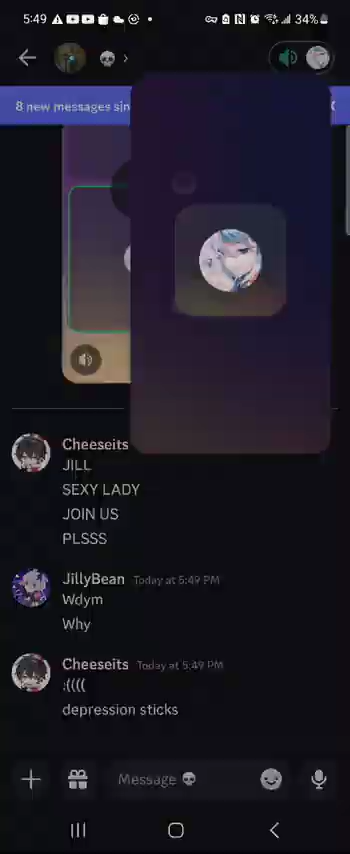 5:49
34%
8 new messages sin
Cheeseits
JILL
SEXY LADY
JOIN US
PLSSS
JillyBean Today at 5:49 PM
Wdym
Why
Cheeseits Today at 5:49 PM
:((((
depression sticks
Message 💀